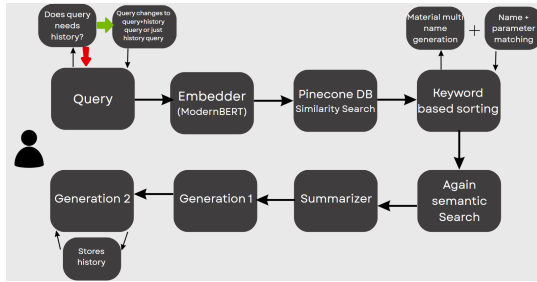 Does query
needs
history?
Query changes to
query+history
query or just
history query
Material multi
name
generation
+
Name +
parameter
matching
Query
Embedder
(ModernBERT)
Pinecone DB
Similarity Search
Keyword
based sorting
Generation 2
Generation 1
Summarizer
Again
semantic
Search
Stores
history